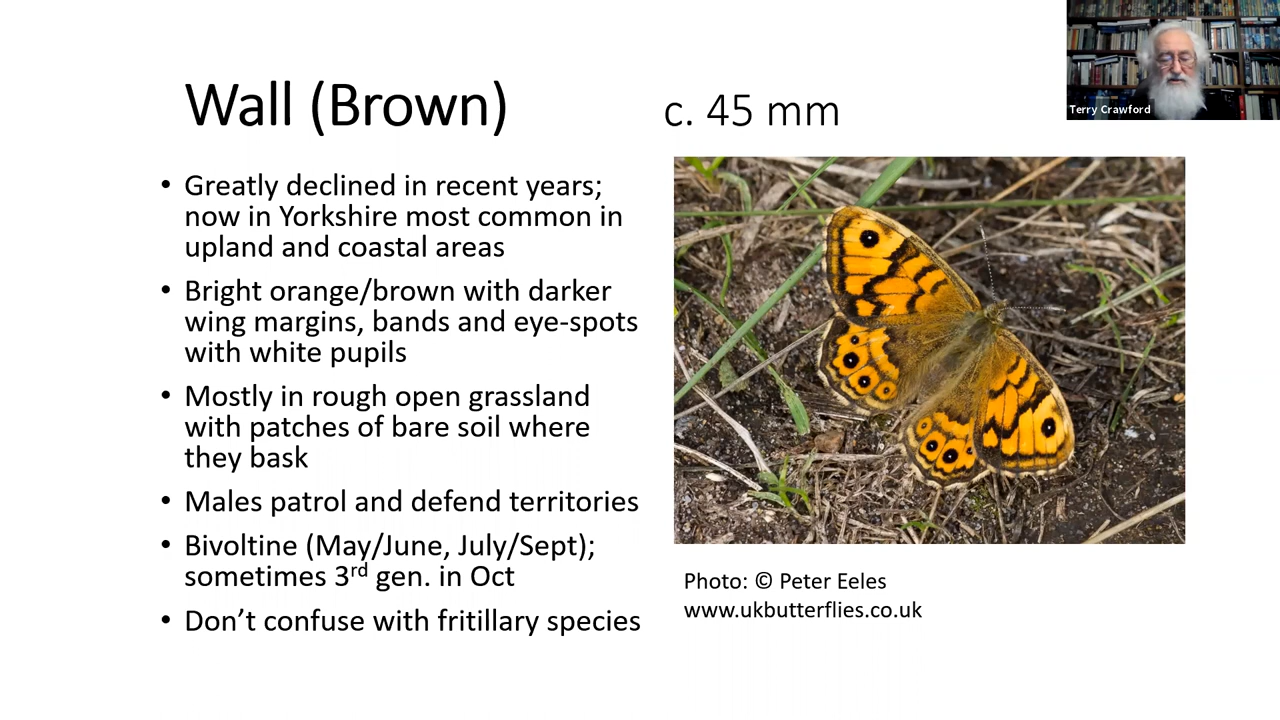 Wall (Brown)
c. 45 mm
Terry Crawford
• Greatly declined in recent years;
now in Yorkshire most common in
upland and coastal areas
• Bright orange/brown with darker
wing margins, bands and eye-spots
with white pupils
• Mostly in rough open grassland
with patches of bare soil where
they bask
• Males patrol and defend territories
• Bivoltine (May/June, July/Sept);
sometimes 3rd gen. in Oct
• Don’t confuse with fritillary species
Photo: © Peter Eeles
www.ukbutterflies.co.uk